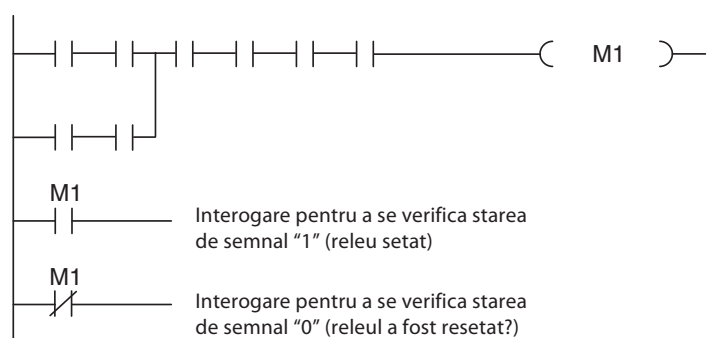 M1
M1
Interogare pentru a se verifica starea
de semnal “1” (releu setat)
M1
Interogare pentru a se verifica starea
de semnal “0” (releul a fost resetat?)